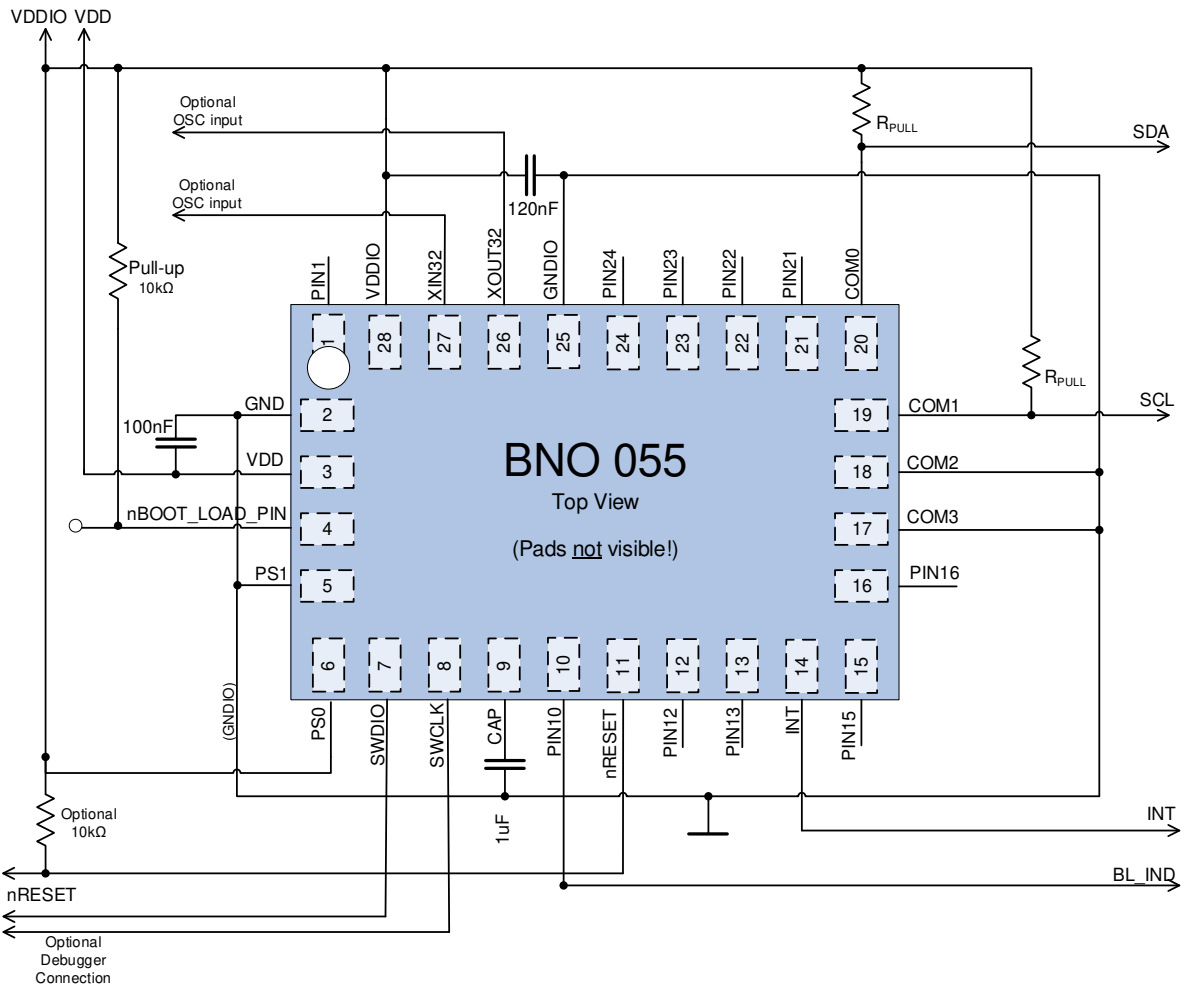 VDDIO VDD
Optional
OSC input
R_PULL
SDA
Optional
OSC input
120nF
Pull-up
10kΩ
PIN1
VDDIO
XIN32
XOUT32
GNDIO
PIN24
PIN23
PIN22
PIN21
COM0
1
28
27
26
25
24
23
22
21
20
R_PULL
GND
2
19
COM1
SCL
100nF
VDD
3
BNO 055
18
COM2
Top View
nBOOT_LOAD_PIN
4
(Pads not visible!)
17
COM3
PS1
5
16
PIN16
6
7
8
9
10
11
12
13
14
15
(GNDIO)
PS0
SWDIO
SWCLK
CAP
PIN10
nRESET
PIN12
PIN13
INT
PIN15
Optional
10kΩ
1uF
INT
nRESET
BL_IND
Optional
Debugger
Connection